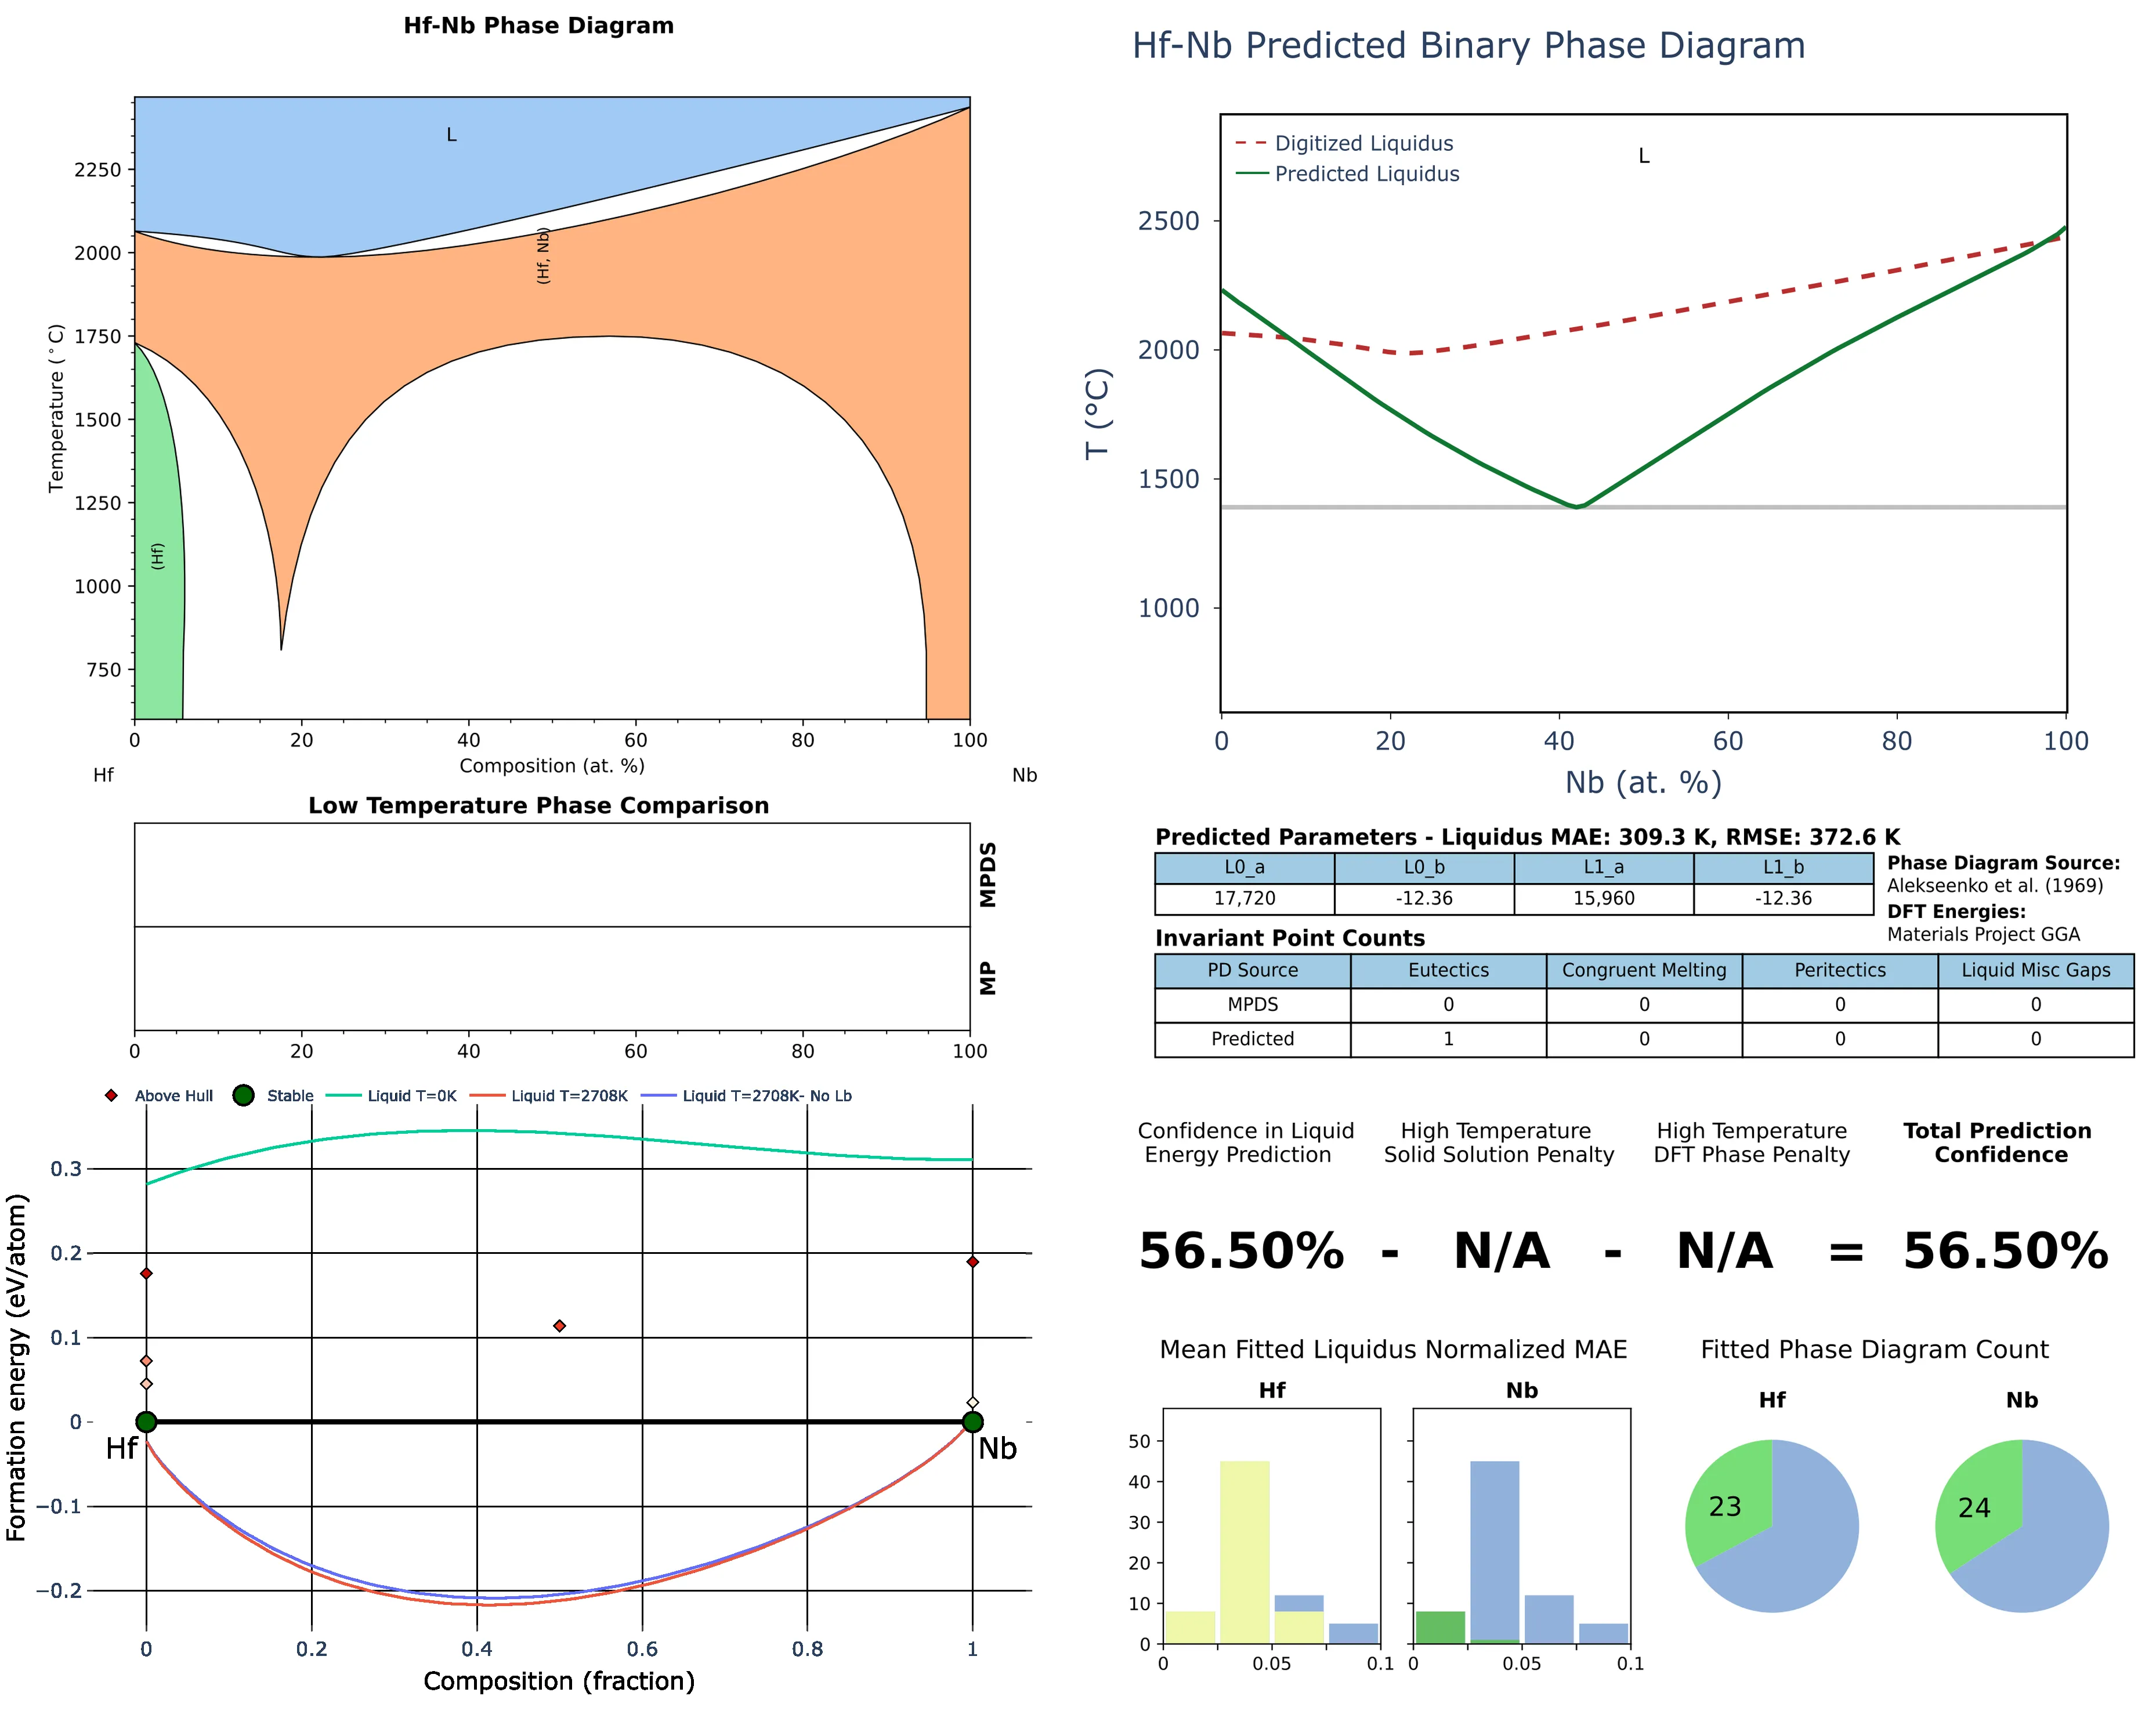 Hf-Nb Phase Diagram
L
(Hf, Nb)
(Hf)
Temperature (°C)
2250
2000
1750
1500
1250
1000
750
0 20 40 60 80 100
Composition (at. %)
Hf Nb
Hf-Nb Predicted Binary Phase Diagram
Digitized Liquidus
Predicted Liquidus
L
T (°C)
2500
2000
1500
1000
0 20 40 60 80 100
Nb (at. %)
Low Temperature Phase Comparison
MPDS
MP
0 20 40 60 80 100
Predicted Parameters - Liquidus MAE: 309.3 K, RMSE: 372.6 K
L0_a L0_b L1_a L1_b
17,720 -12.36 15,960 -12.36
Phase Diagram Source:
Alekseenko et al. (1969)
DFT Energies:
Materials Project GGA
Invariant Point Counts
PD Source Eutectics Congruent Melting Peritectics Liquid Misc Gaps
MPDS 0 0 0 0
Predicted 1 0 0 0
Above Hull Stable Liquid T=0K Liquid T=2708K Liquid T=2708K- No Lb
Formation energy (eV/atom)
0.3
0.2
0.1
0
−0.1
−0.2
Hf Nb
0 0.2 0.4 0.6 0.8 1
Composition (fraction)
Confidence in Liquid
Energy Prediction
High Temperature
Solid Solution Penalty
High Temperature
DFT Phase Penalty
Total Prediction
Confidence
56.50% - N/A - N/A = 56.50%
Mean Fitted Liquidus Normalized MAE
Hf Nb
50
40
30
20
10
0
0 0.05 0.1 0 0.05 0.1
Fitted Phase Diagram Count
Hf Nb
23 24